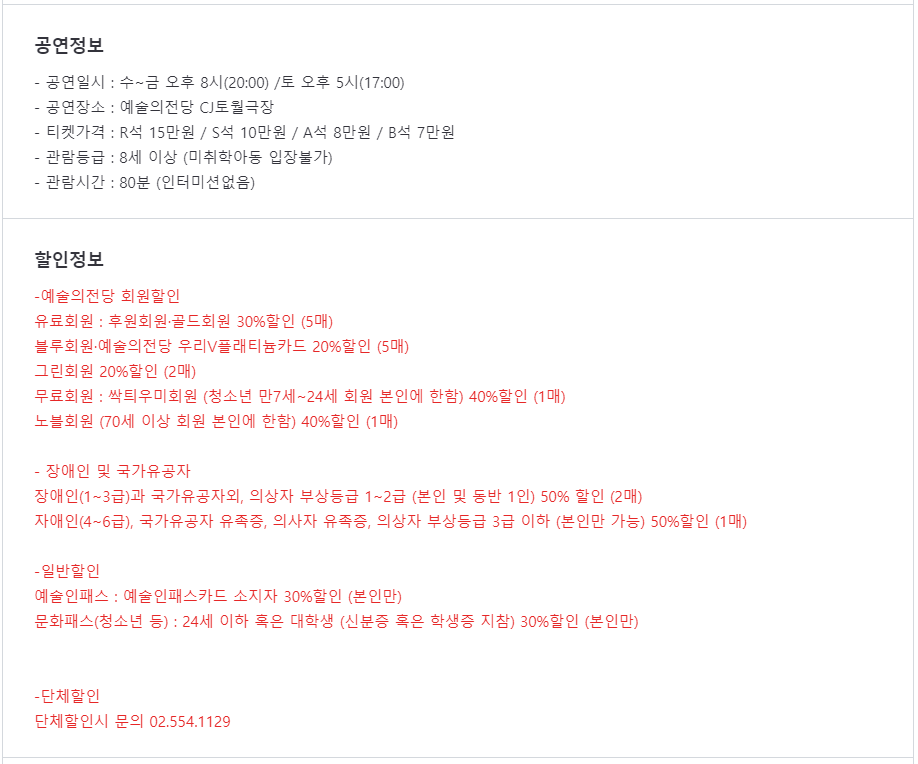 공연정보
- 공연일시 : 수~금 오후 8시(20:00) /토 오후 5시(17:00)
- 공연장소 : 예술의전당 CJ토월극장
- 티켓가격 : R석 15만원 / S석 10만원 / A석 8만원 / B석 7만원
- 관람등급 : 8세 이상 (미취학아동 입장불가)
- 관람시간 : 80분 (인터미션없음)
할인정보
-예술의전당 회원할인
유료회원 : 후원회원·골드회원 30%할인 (5매)
블루회원·예술의전당 우리V플래티늄카드 20%할인 (5매)
그린회원 20%할인 (2매)
무료회원 : 싹틔우미회원 (청소년 만7세~24세 회원 본인에 한함) 40%할인 (1매)
노블회원 (70세 이상 회원 본인에 한함) 40%할인 (1매)
- 장애인 및 국가유공자
장애인(1~3급)과 국가유공자외, 의상자 부상등급 1~2급 (본인 및 동반 1인) 50% 할인 (2매)
자애인(4~6급), 국가유공자 유족증, 의사자 유족증, 의상자 부상등급 3급 이하 (본인만 가능) 50%할인 (1매)
-일반할인
예술인패스 : 예술인패스카드 소지자 30%할인 (본인만)
문화패스(청소년 등) : 24세 이하 혹은 대학생 (신분증 혹은 학생증 지참) 30%할인 (본인만)
-단체할인
단체할인시 문의 02.554.1129